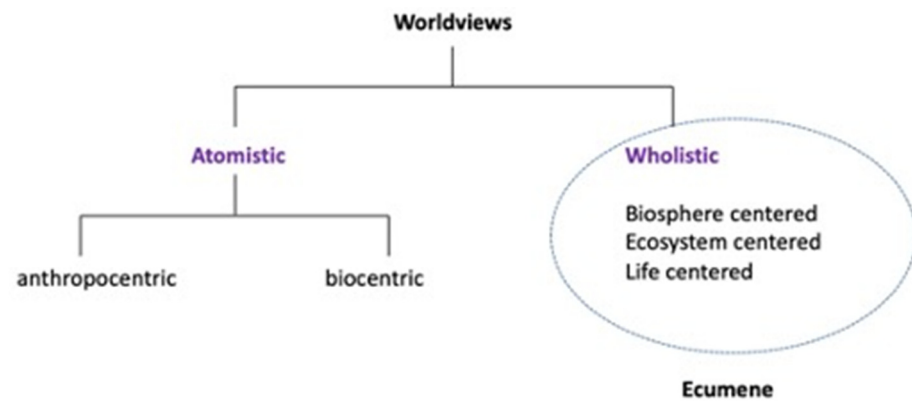 Worldviews
Atomistic
Wholistic
anthropocentric
biocentric
Biosphere centered
Ecosystem centered
Life centered
Ecumene